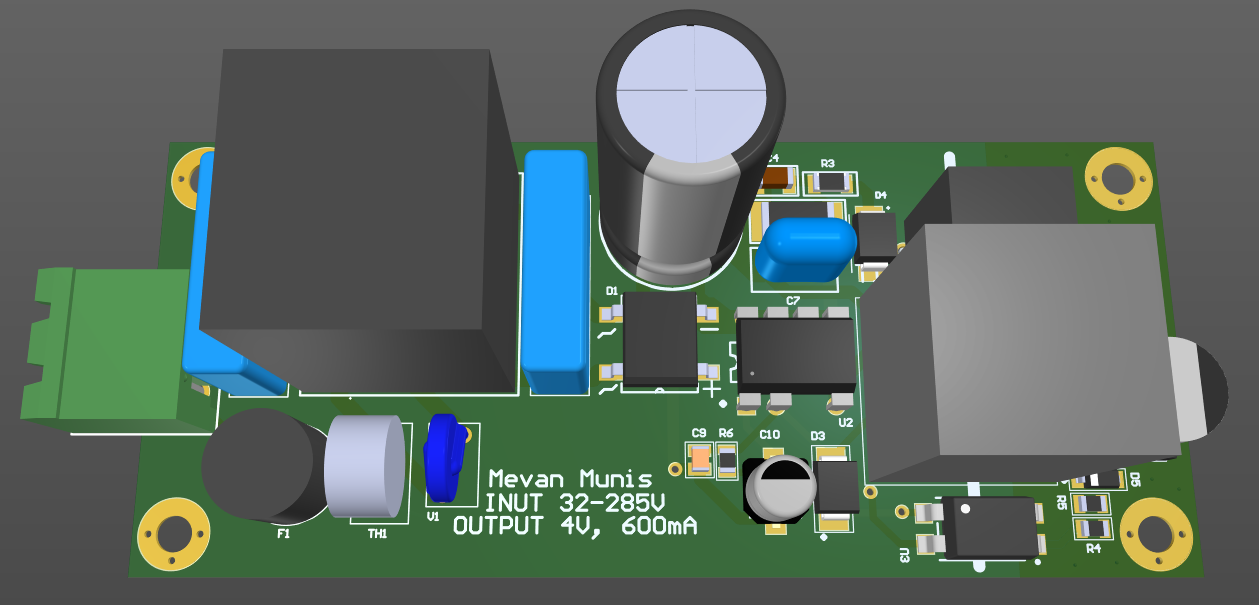 C4
R3
D4
D1
C7
U2
C9
R6
C10
D3
Mevan Munis
INUT 32-285V
OUTPUT 4V, 600mA
V1
F1
TH1
D5
R5
R4
U3